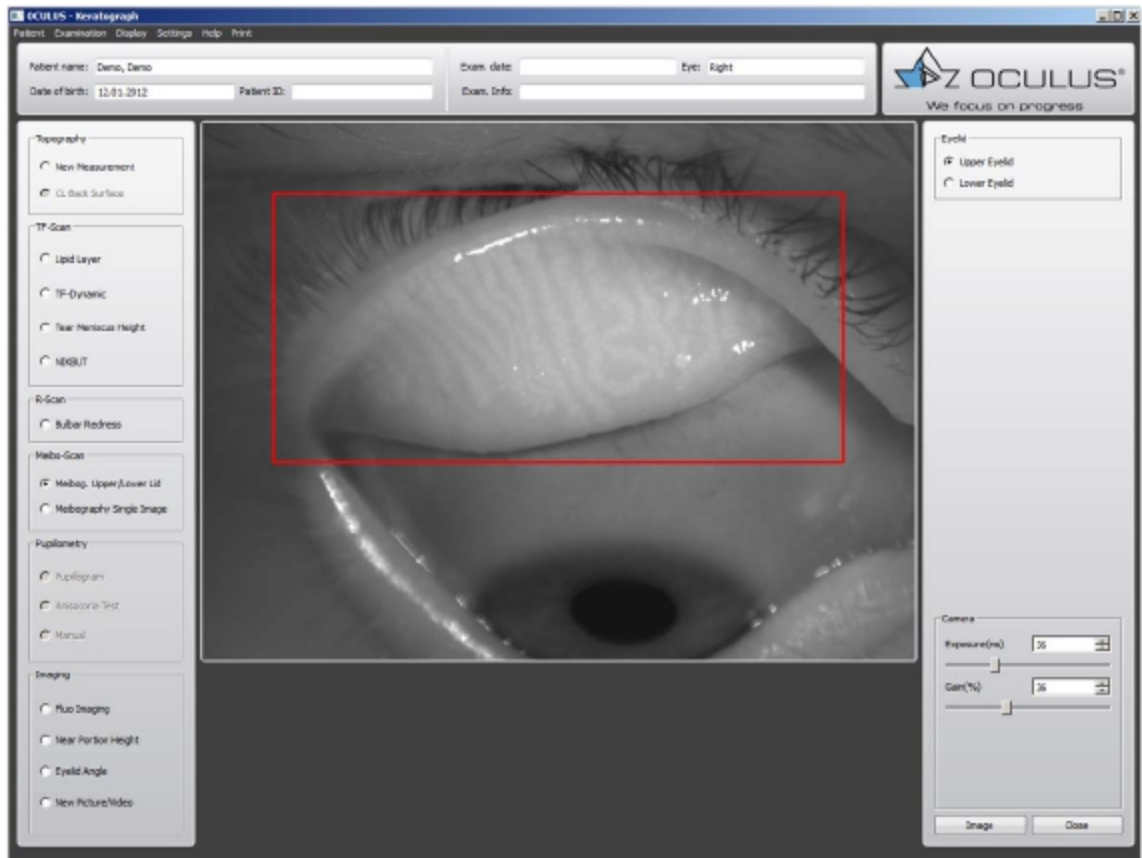 OCULUS - Keratograph
Patient Examination Display Settings Help Print
Patient name: Demo, Demo
Date of birth: 12.01.2912 Patient ID:
Exam. date: Eye: Right
Exam. Info:
OCULUS®
We focus on progress
Topography
New Measurement
CL Back Surface
TF-Scan
Lipid Layer
TF-Dynamic
Tear Meniscus Height
NIKBUT
R-Scan
Bulbar Redness
Meibo-Scan
Meibog. Upper/Lower Lid
Meibography Single Image
Pupilometry
Pupillogram
Anisocoria Test
Manual
Imaging
Fluo Imaging
Near Portion Height
Eyelid Angle
New Picture/Video
Eyelid
Upper Eyelid
Lower Eyelid
Camera
Exposure(ms) 36
Gain(%) 36
Image Close